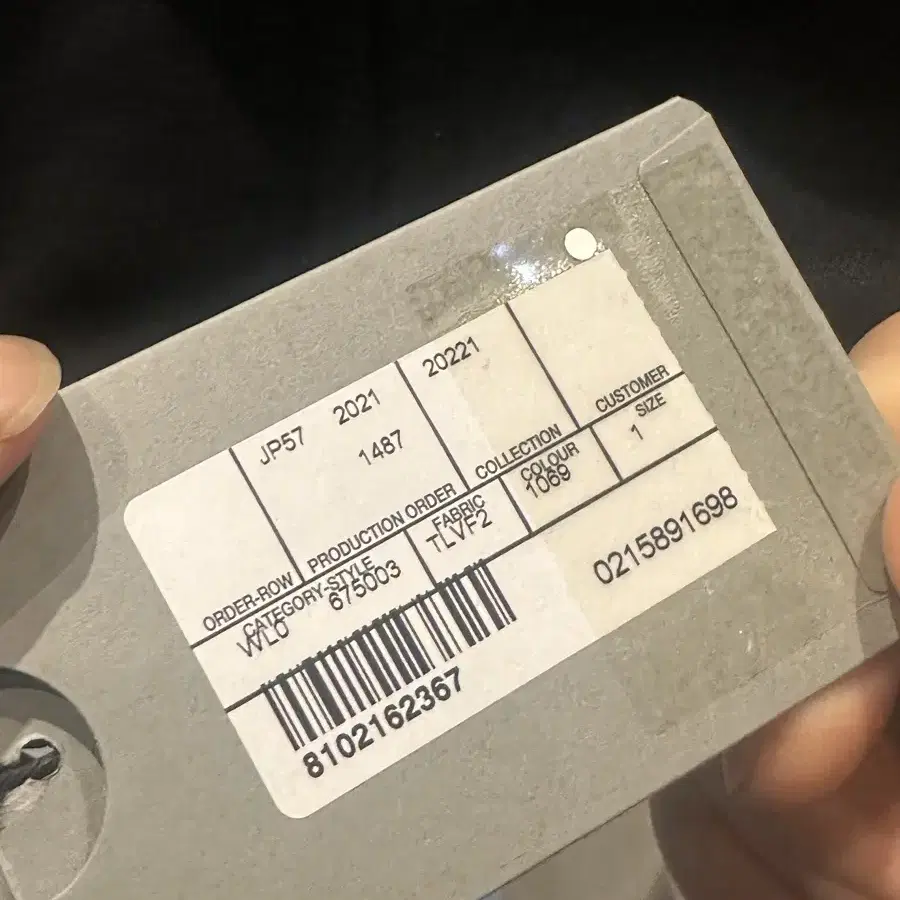 JP57 2021 20221
1487
ORDER-ROW PRODUCTION ORDER COLLECTION CUSTOMER
CATEGORY-STYLE FABRIC COLOUR SIZE
WLO 675003 TLVF2 1069 1
8102162367 0215891698